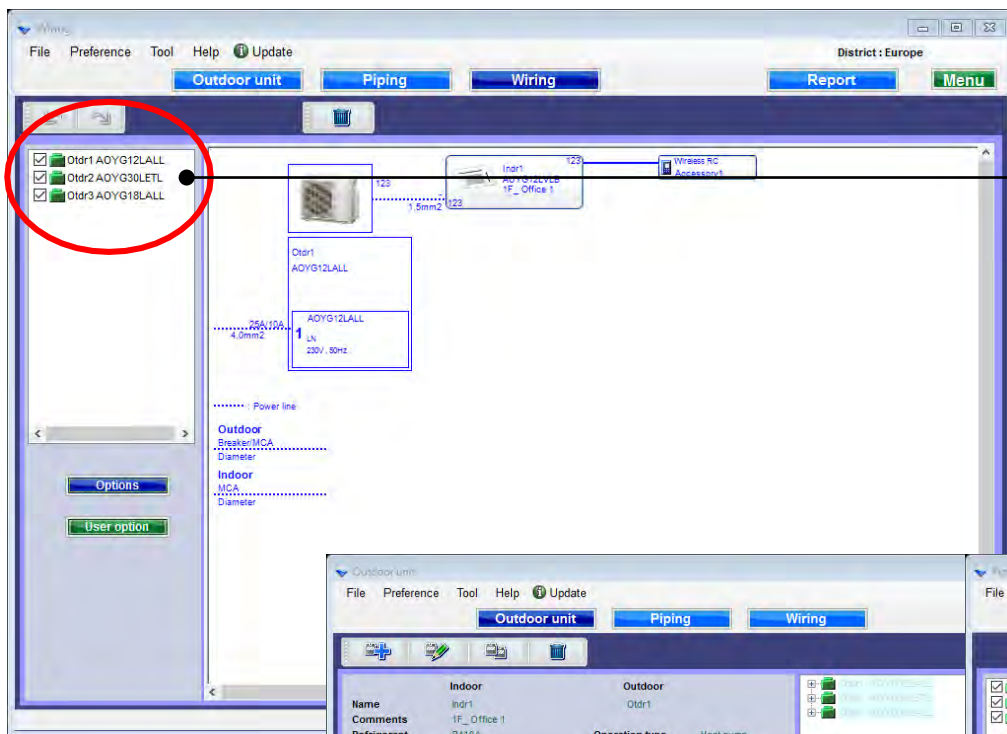 Wiring
File Preference Tool Help Update
District : Europe
Outdoor unit Piping Wiring Report Menu
Otdr1 AOYG12LALL
Otdr2 AOYG30LETL
Otdr3 AOYG18LALL
123
1.5mm2
123
Indr1
1F_ Office 1
123
Wireless RC
Accessory1
Otdr1
AOYG12LALL
25A/10A
4.0mm2
AOYG12LALL
1 LN
230V , 50Hz
: Power line
Outdoor
Breaker/MCA
Diameter
Indoor
MCA
Diameter
Options
User option
Outdoor unit
File Preference Tool Help Update
Outdoor unit Piping Wiring
Indoor Outdoor
Name Indr1 Otdr1
Comments 1F_ Office 1
Refrigerant R410A Operation type Heat pump
File